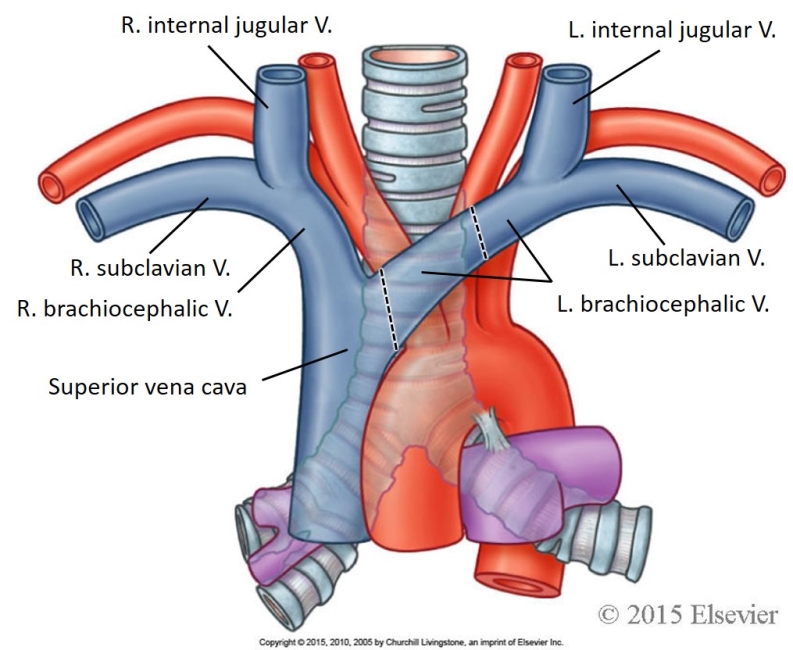 R. internal jugular V.
L. internal jugular V.
R. subclavian V.
L. subclavian V.
R. brachiocephalic V.
L. brachiocephalic V.
Superior vena cava
© 2015 Elsevier
Copyright © 2015, 2010, 2005 by Churchill Livingstone, an imprint of Elsevier Inc.